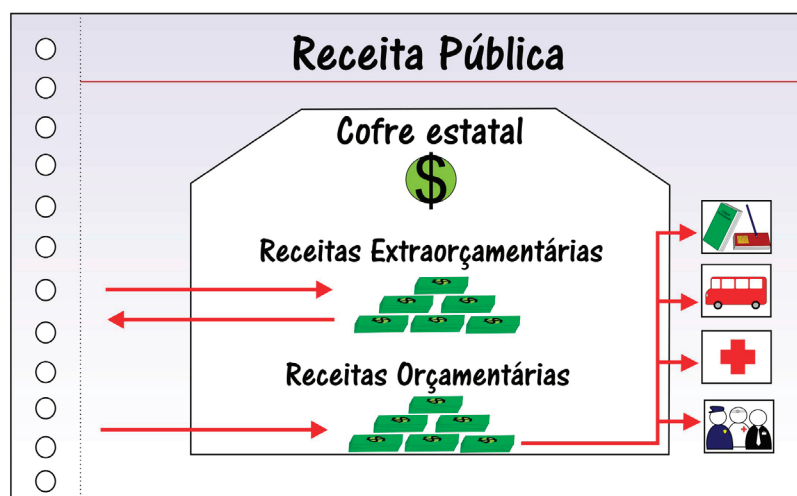 Receita Pública
Cofre estatal
$
Receitas Extraorçamentárias
Receitas Orçamentárias